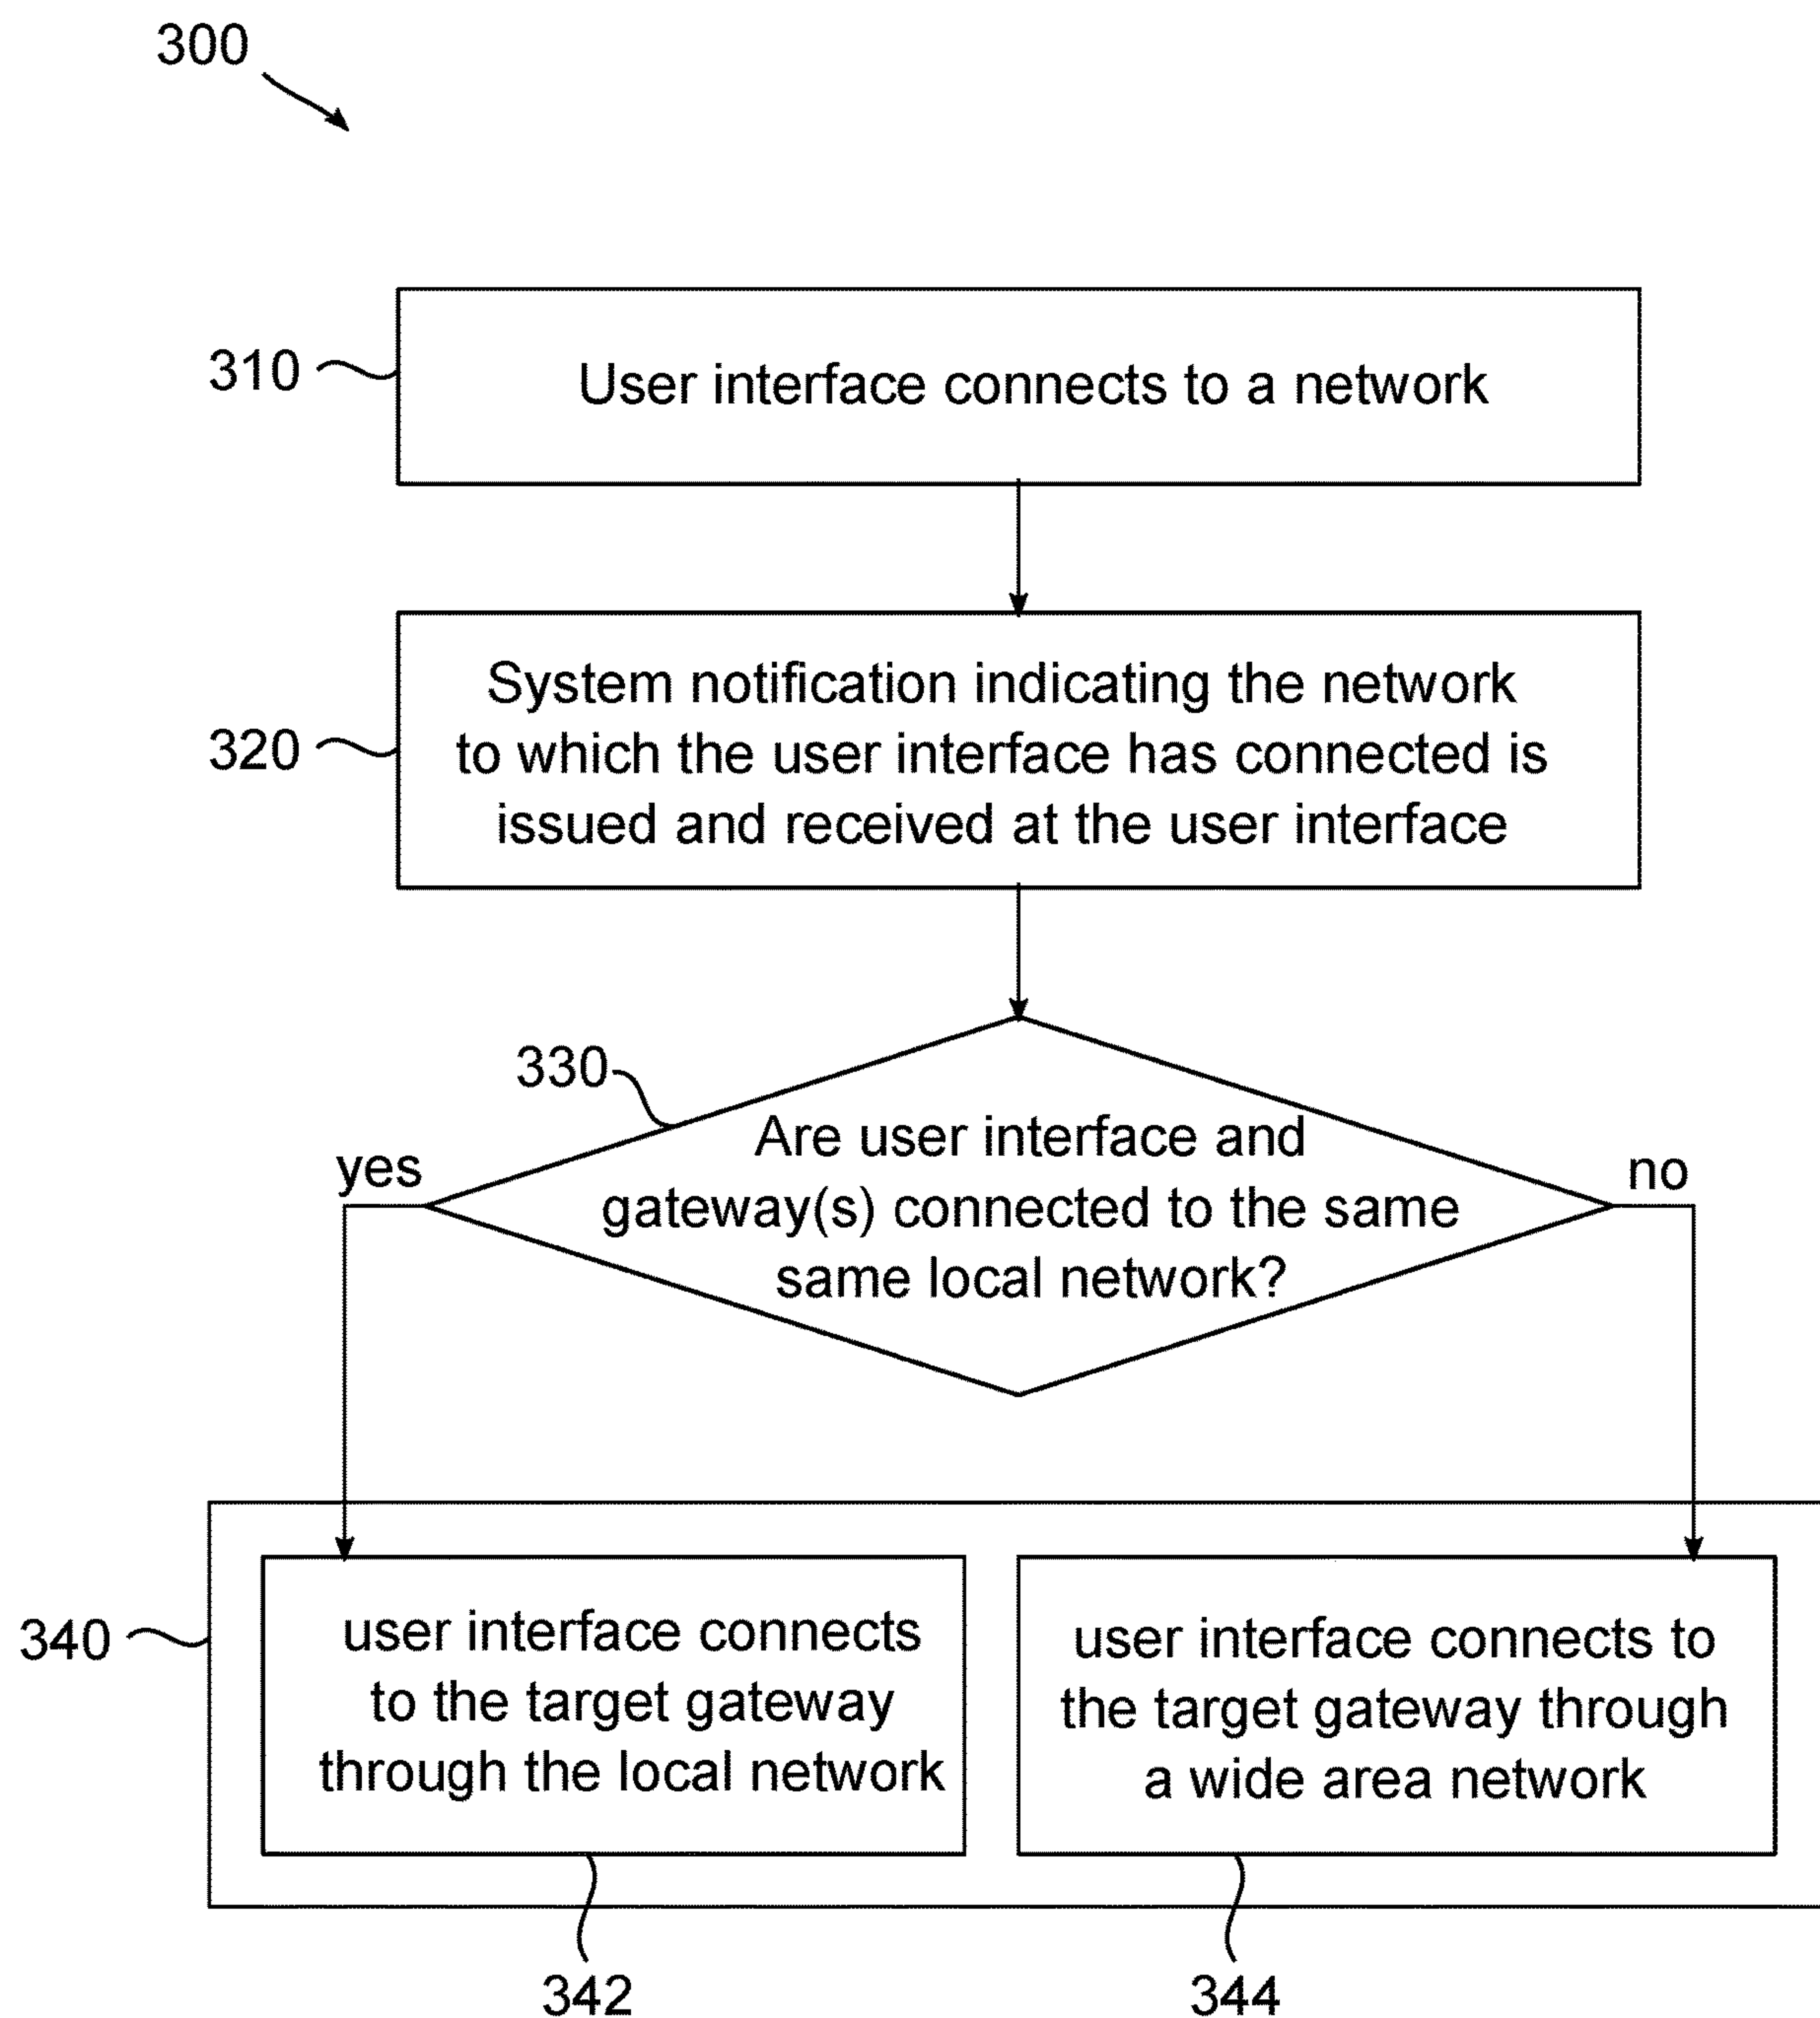 300
310
User interface connects to a network
320
System notification indicating the network
to which the user interface has connected is
issued and received at the user interface
330
yes
no
Are user interface and
gateway(s) connected to the same
same local network?
340
user interface connects
to the target gateway
through the local network
user interface connects to
the target gateway through
a wide area network
342
344